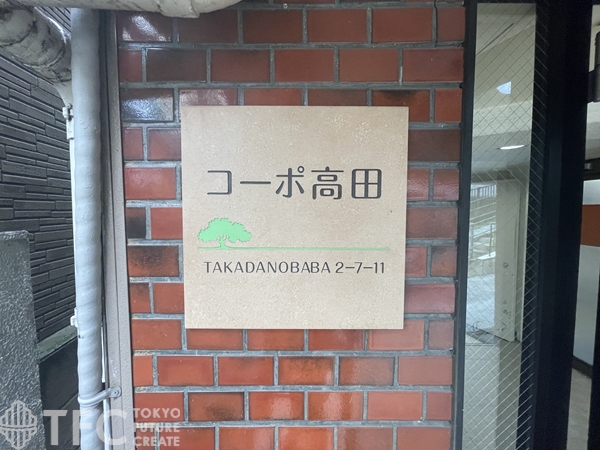 コーポ高田
TAKADANOBABA 2-7-11
TFC TOKYO
FUTURE
CREATE